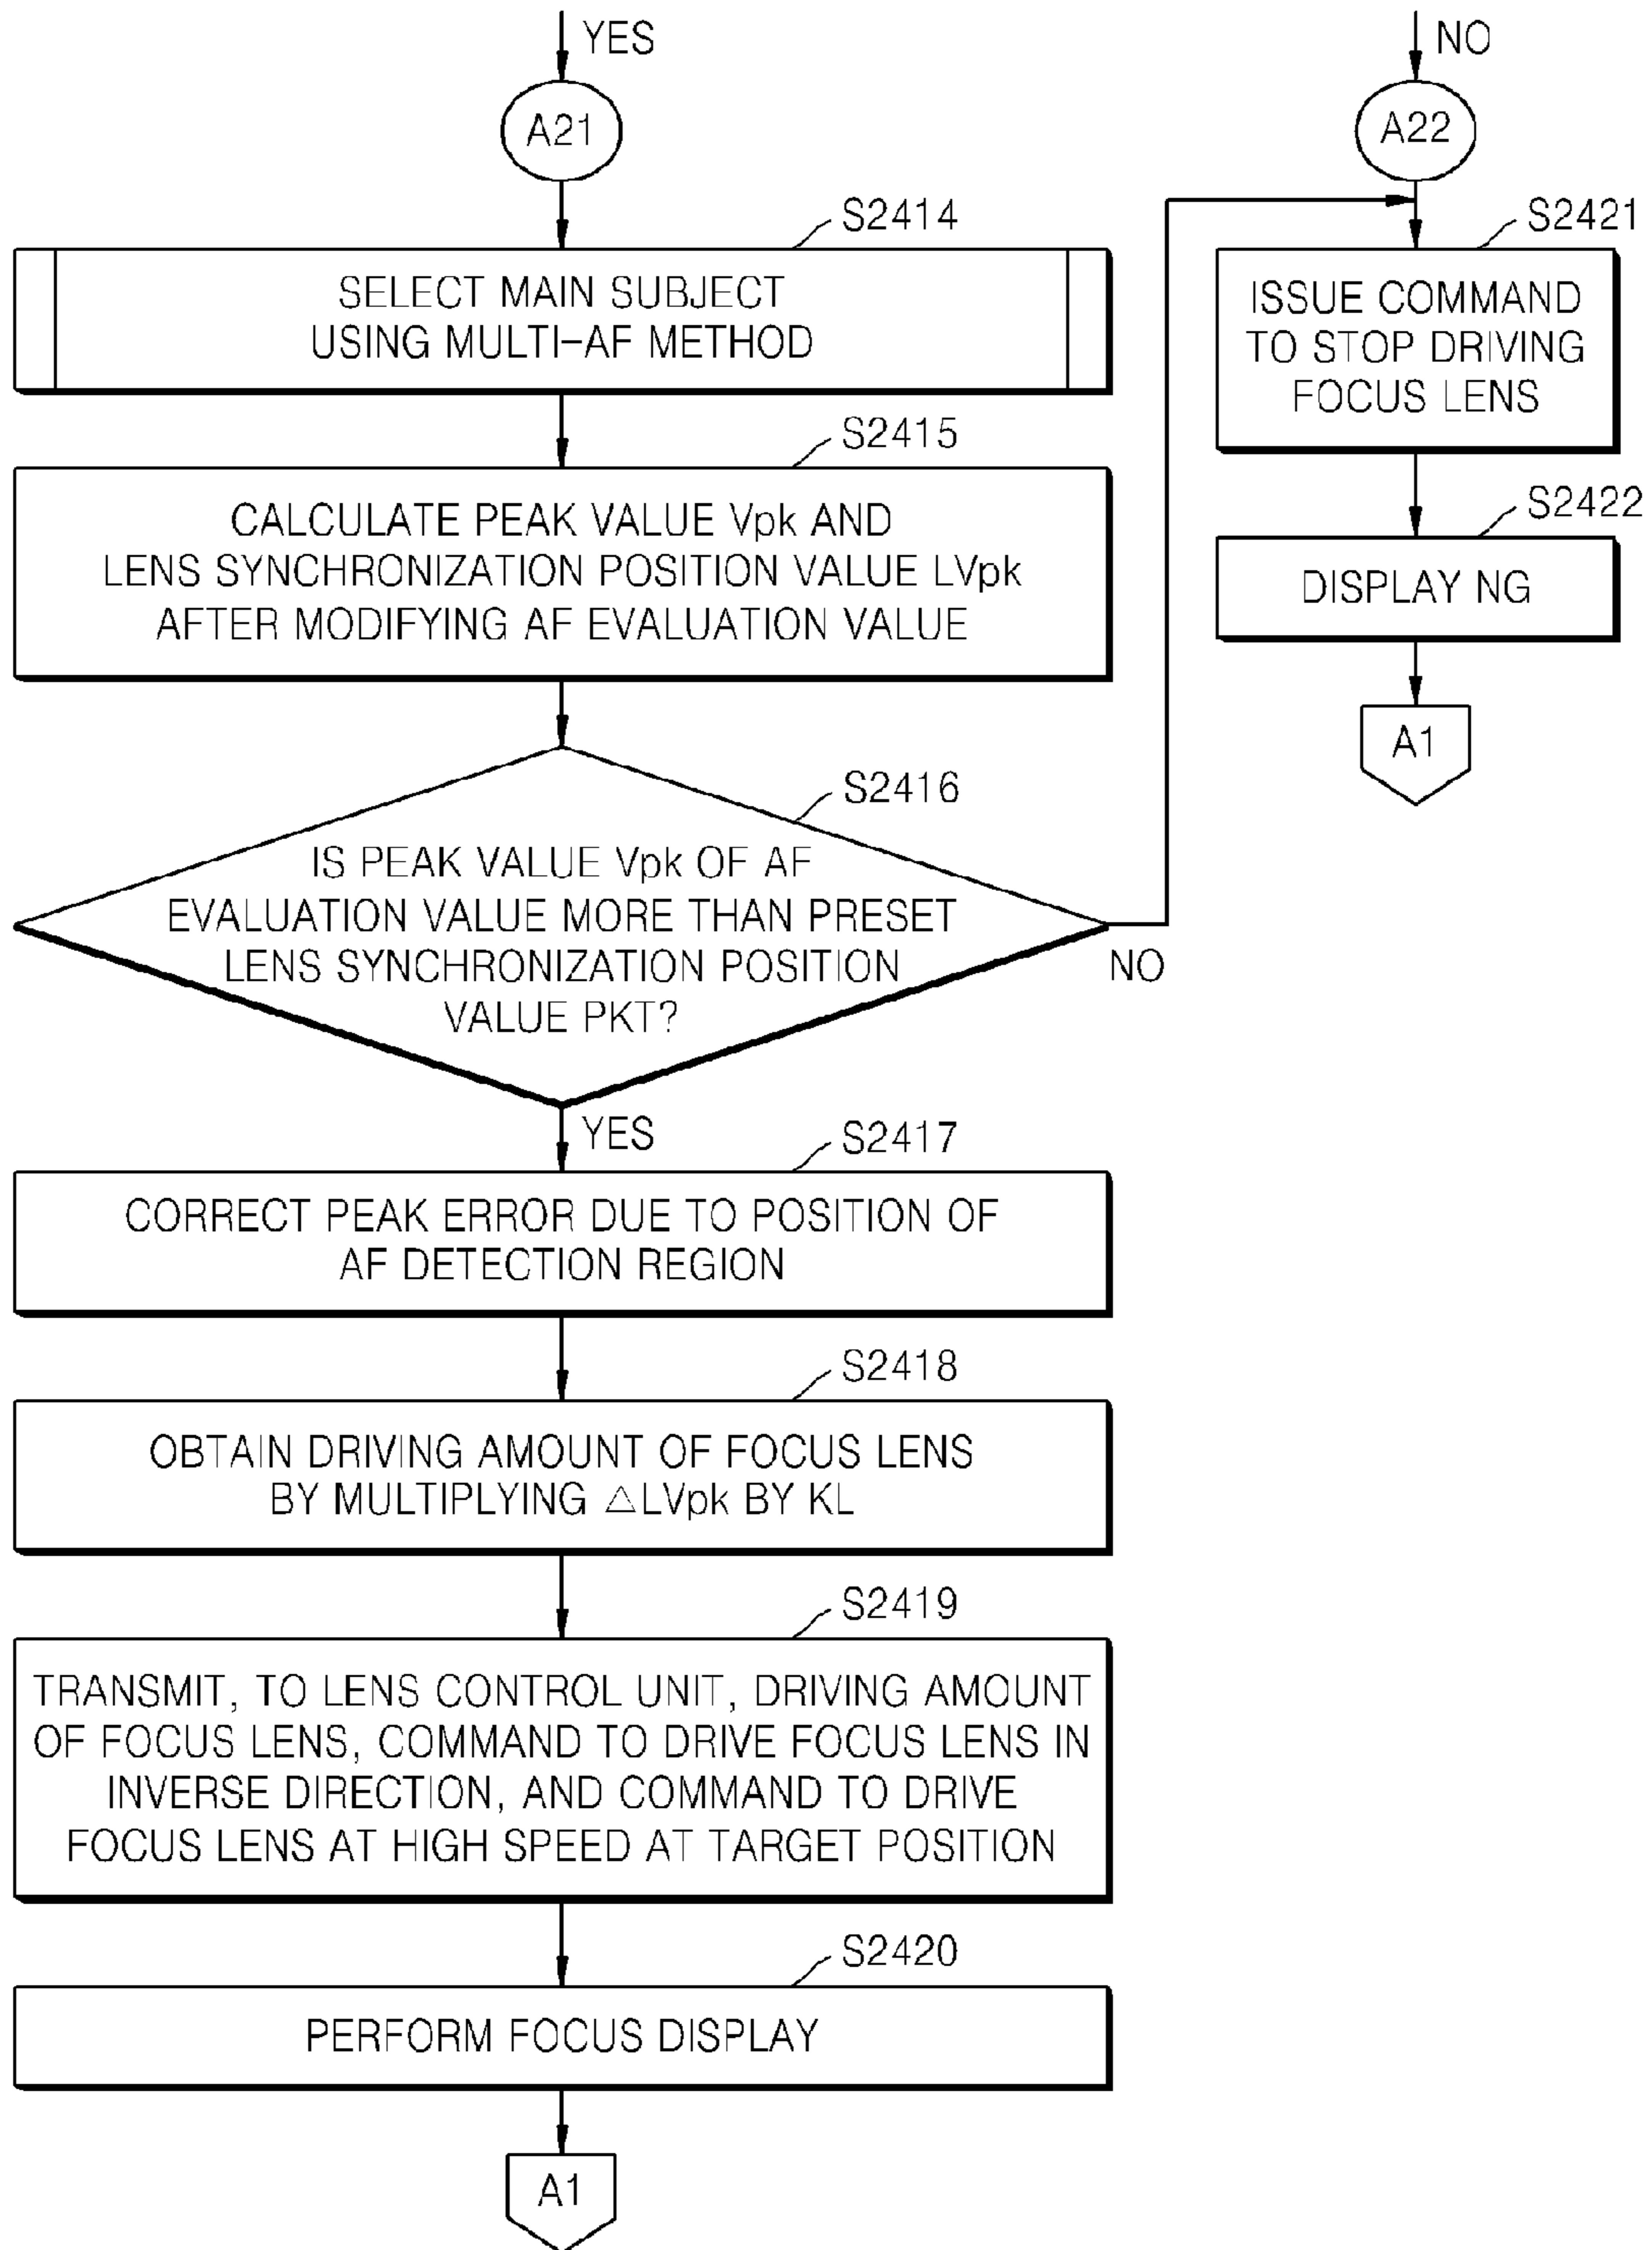 YES
A21
S2414
SELECT MAIN SUBJECT
USING MULTI-AF METHOD
S2415
CALCULATE PEAK VALUE Vpk AND
LENS SYNCHRONIZATION POSITION VALUE LVpk
AFTER MODIFYING AF EVALUATION VALUE
S2416
IS PEAK VALUE Vpk OF AF
EVALUATION VALUE MORE THAN PRESET
LENS SYNCHRONIZATION POSITION
VALUE PKT?
NO
YES
S2417
CORRECT PEAK ERROR DUE TO POSITION OF
AF DETECTION REGION
S2418
OBTAIN DRIVING AMOUNT OF FOCUS LENS
BY MULTIPLYING △LVpk BY KL
S2419
TRANSMIT, TO LENS CONTROL UNIT, DRIVING AMOUNT
OF FOCUS LENS, COMMAND TO DRIVE FOCUS LENS IN
INVERSE DIRECTION, AND COMMAND TO DRIVE
FOCUS LENS AT HIGH SPEED AT TARGET POSITION
S2420
PERFORM FOCUS DISPLAY
A1
NO
A22
S2421
ISSUE COMMAND
TO STOP DRIVING
FOCUS LENS
S2422
DISPLAY NG
A1